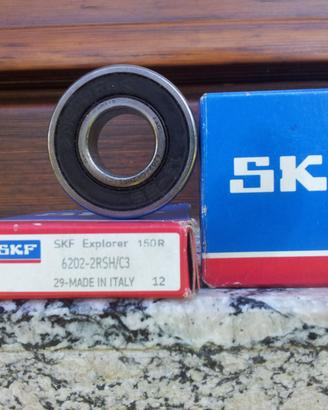 SK
SKF
SKF Explorer 150R
6202-2RSH/C3
29-MADE IN ITALY 12